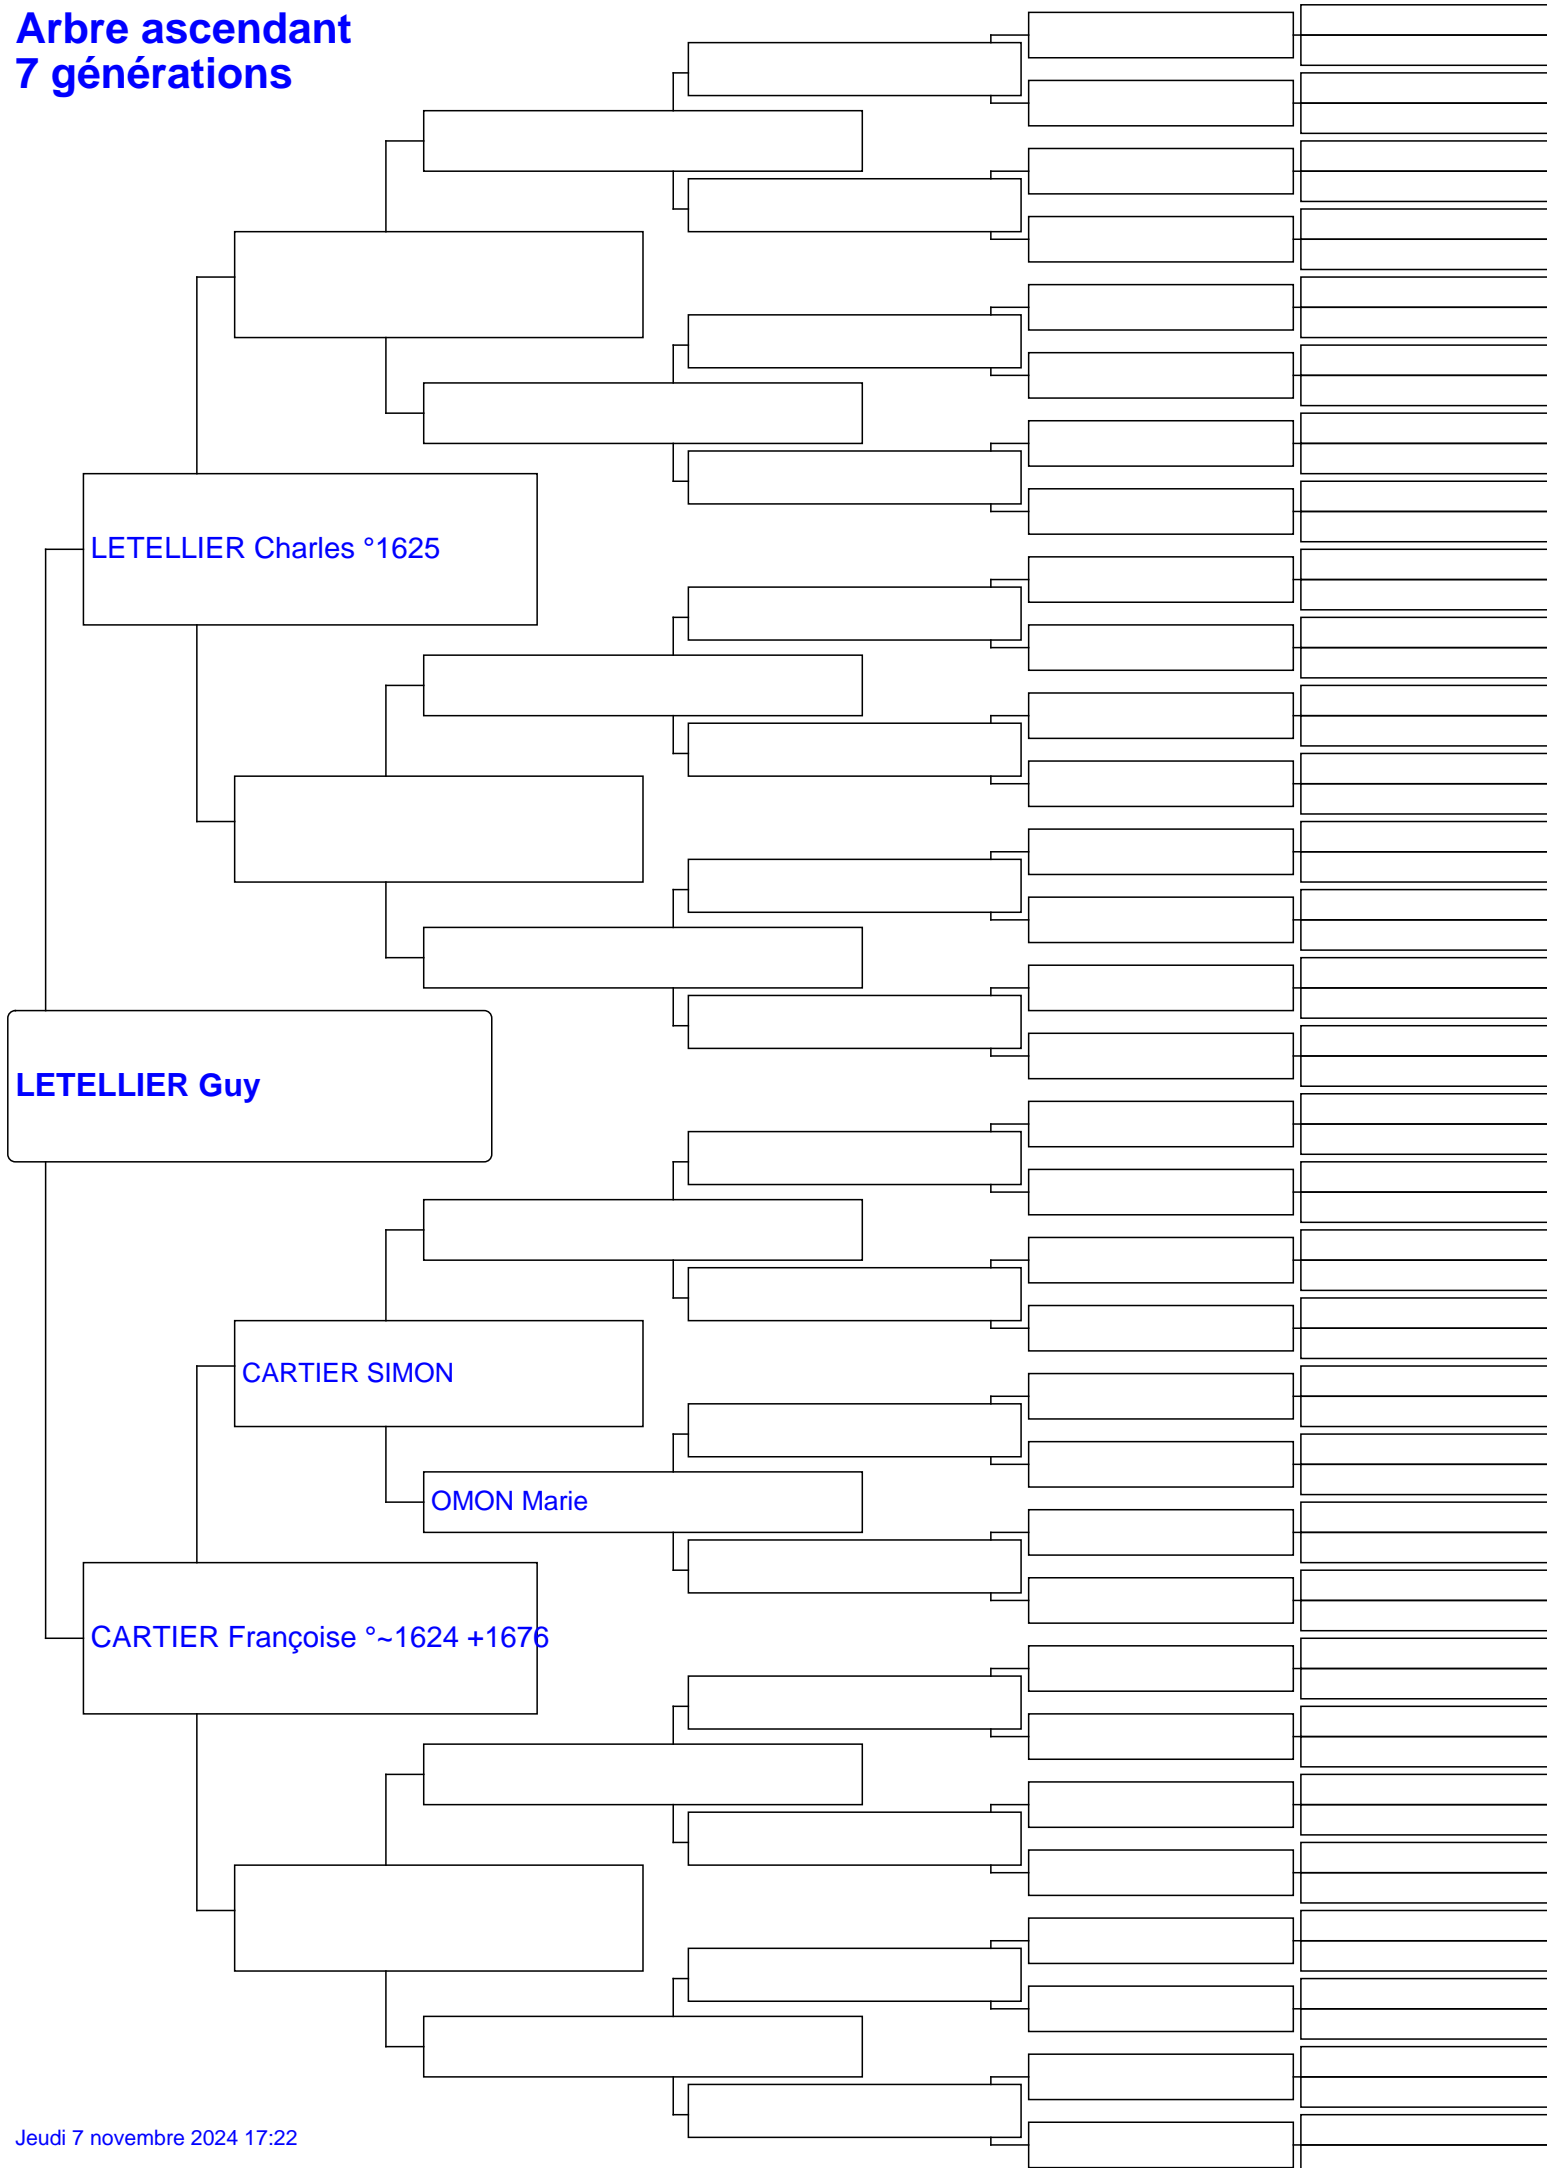 Arbre ascendant
7 générations
LETELLIER Charles °1625
LETELLIER Guy
CARTIER SIMON
OMON Marie
CARTIER Françoise °~1624 +1676
Jeudi 7 novembre 2024 17:22